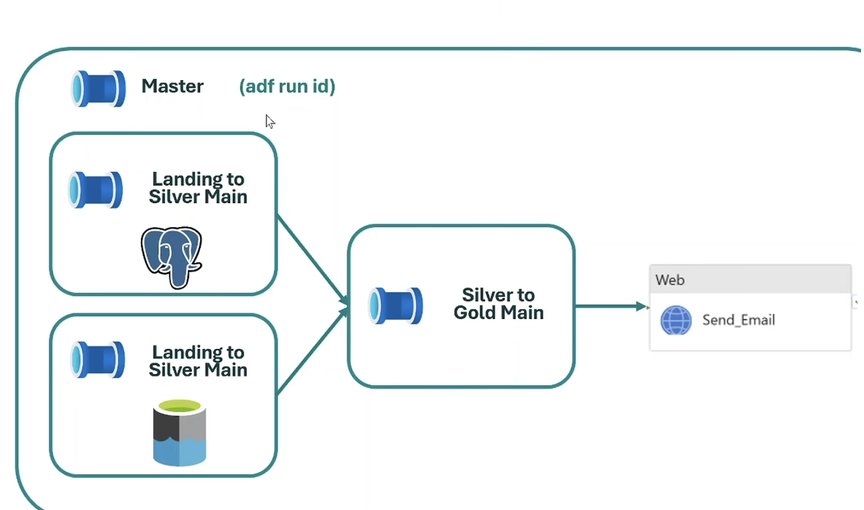 Master (adf run id)
Landing to
Silver Main
Landing to
Silver Main
Silver to
Gold Main
Web
Send_Email